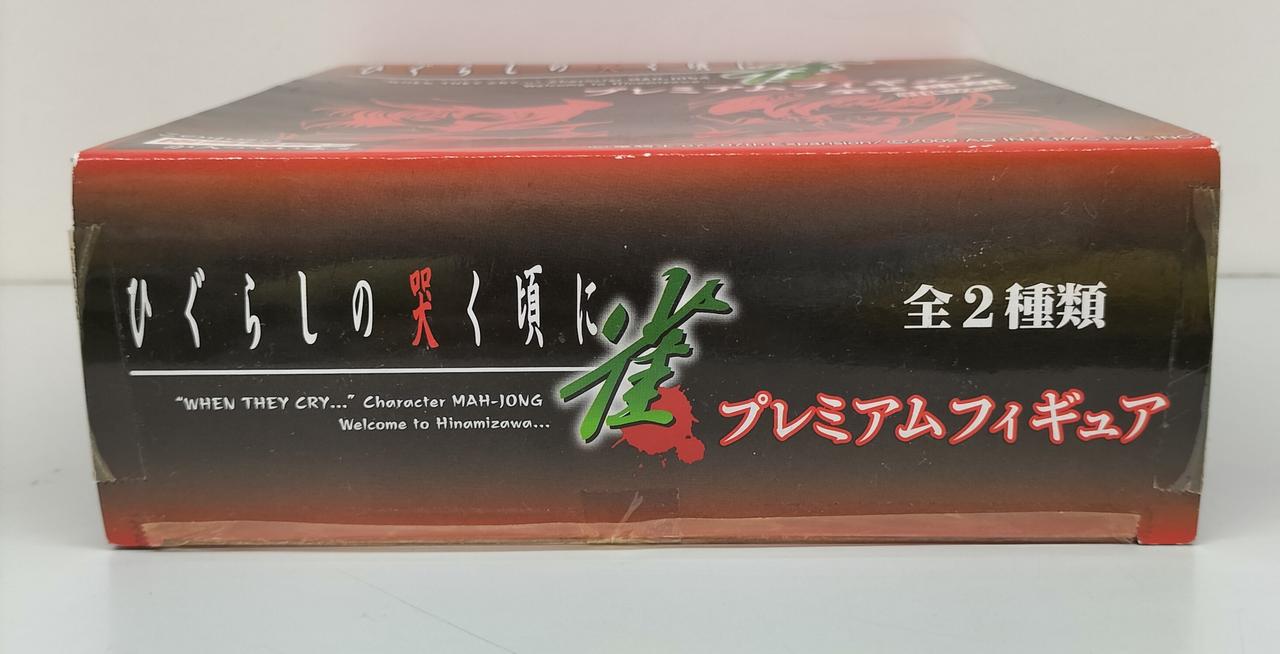 ひぐらしの哭く頃に雀
"WHEN THEY CRY..." Character MAH-JONG
Welcome to Hinamizawa...
全2種類
プレミアムフィギュア